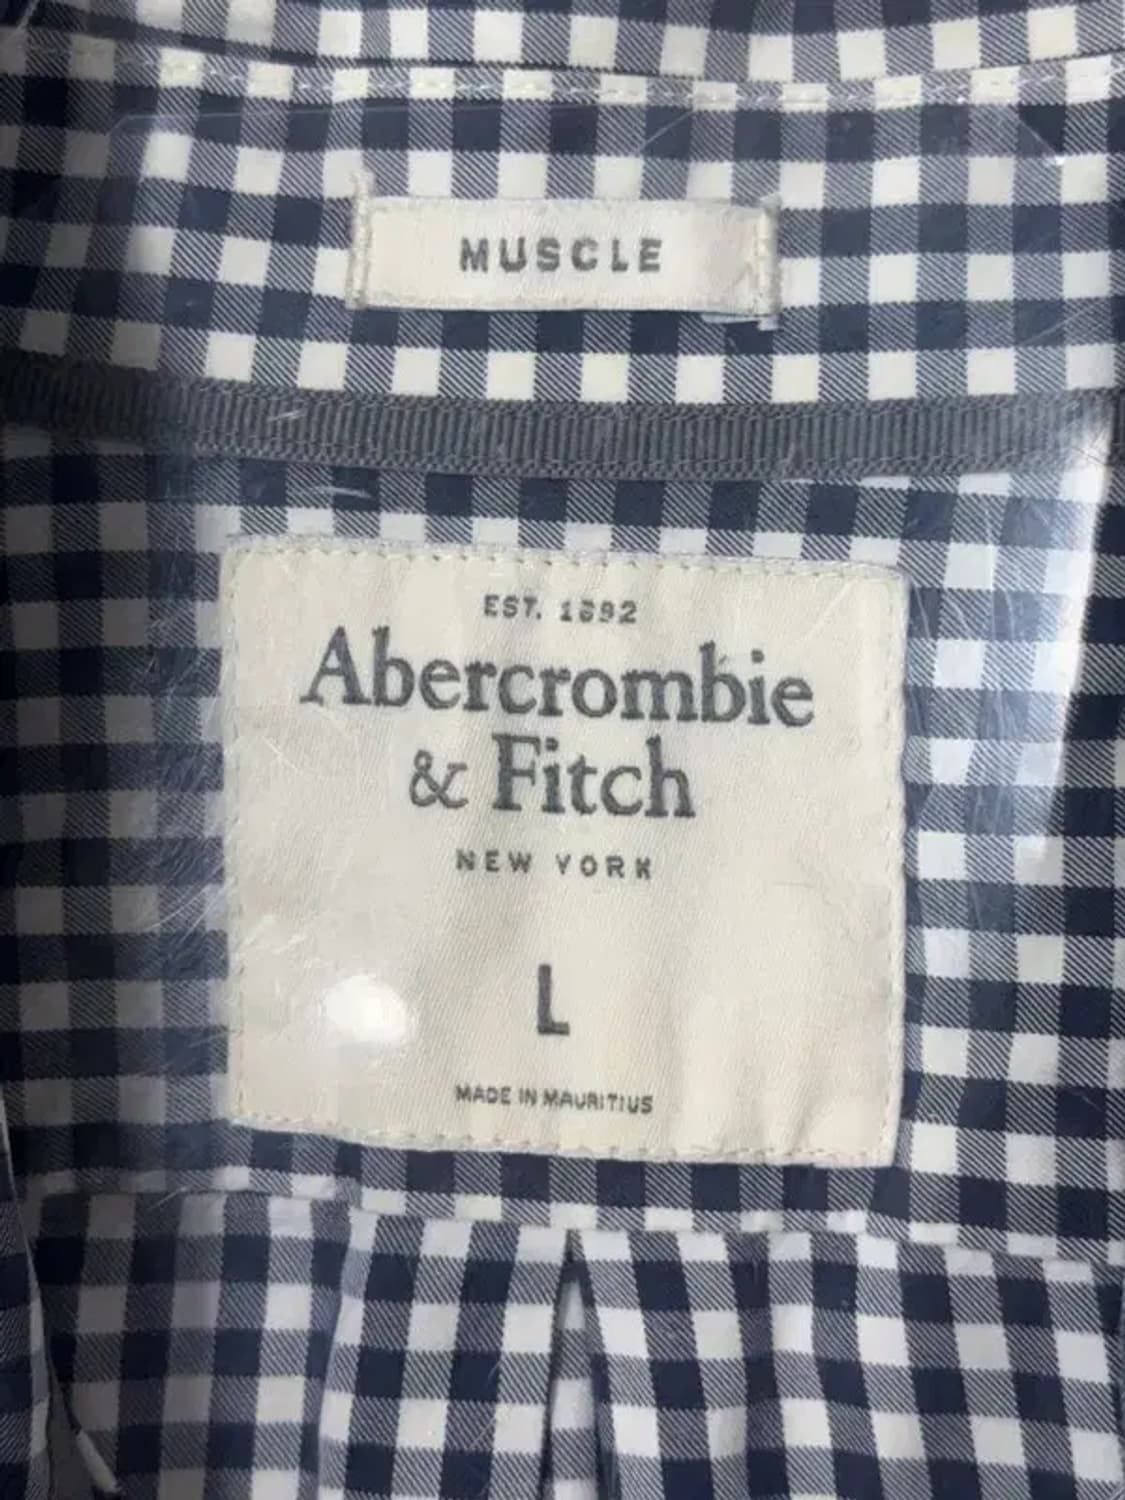 MUSCLE
EST. 1892
Abercrombie
& Fitch
NEW YORK
L
MADE IN MAURITIUS